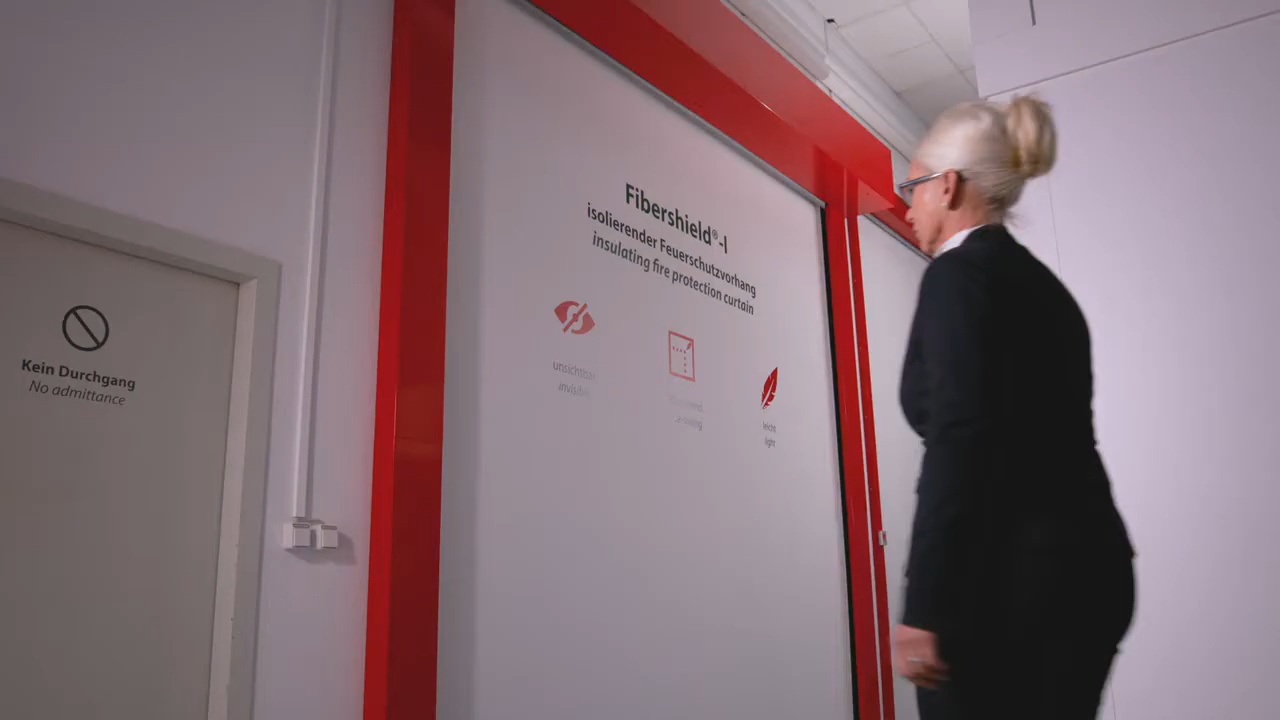 Fibershield®-I
isolierender Feuerschutzvorhang
insulating fire protection curtain
unsichtbar
invisible
leicht
light
Kein Durchgang
No admittance